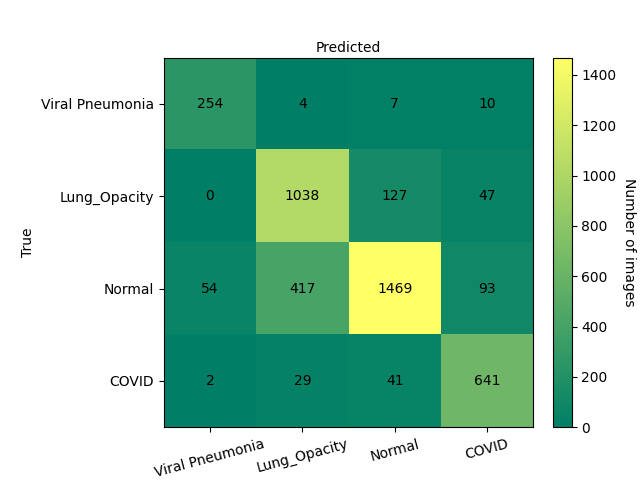 Predicted
Viral Pneumonia 254 4 7 10
Lung_Opacity 0 1038 127 47
Normal 54 417 1469 93
COVID 2 29 41 641
True
Viral Pneumonia Lung_Opacity Normal COVID
1400
1200
1000
800
600
400
200
0
Number of images